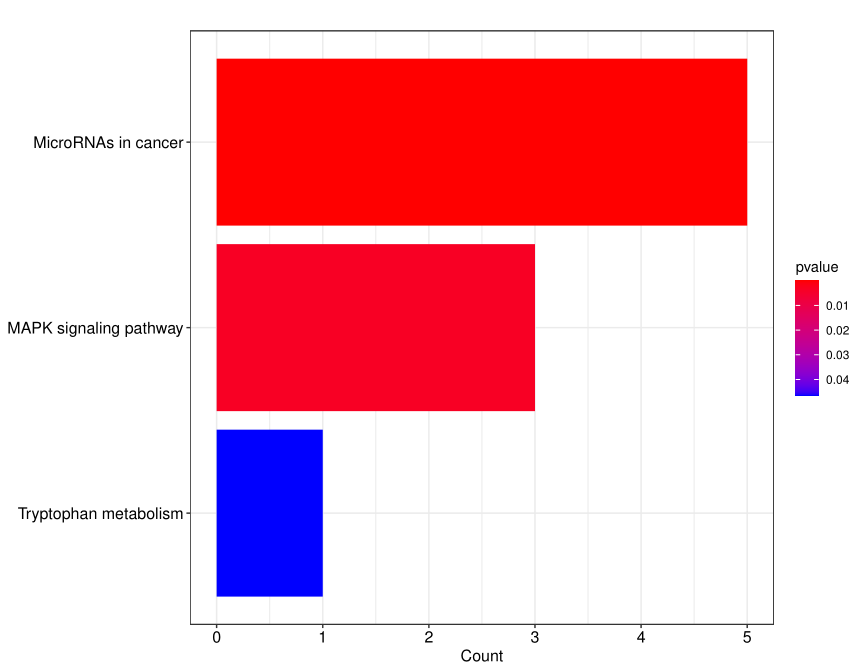 MicroRNAs in cancer
MAPK signaling pathway
Tryptophan metabolism
0 1 2 3 4 5
Count
pvalue
0.01
0.02
0.03
0.04